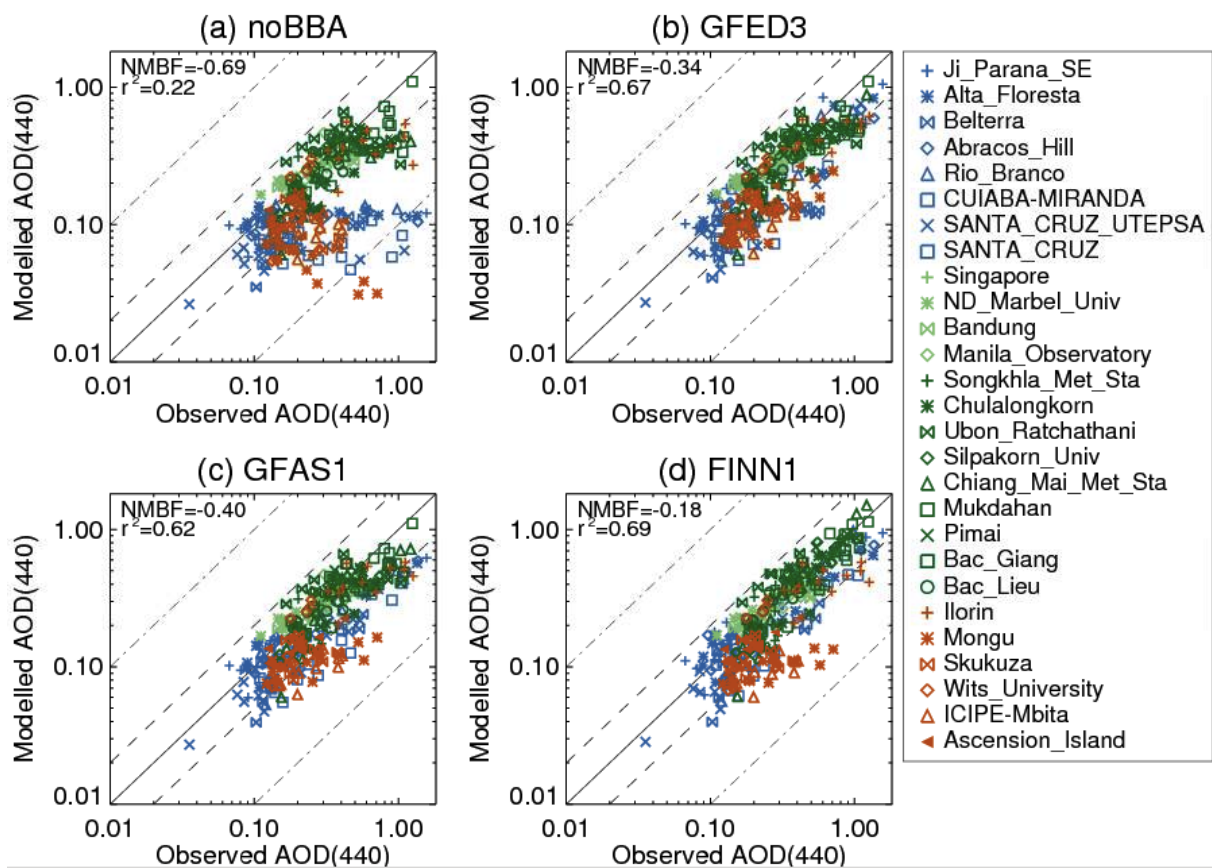 (a) noBBA
NMBF=-0.69
r²=0.22
1.00
0.10
0.01
Modelled AOD(440)
0.01 0.10 1.00
Observed AOD(440)
(b) GFED3
NMBF=-0.34
r²=0.67
1.00
0.10
0.01
Modelled AOD(440)
0.01 0.10 1.00
Observed AOD(440)
(c) GFAS1
NMBF=-0.40
r²=0.62
1.00
0.10
0.01
Modelled AOD(440)
0.01 0.10 1.00
Observed AOD(440)
(d) FINN1
NMBF=-0.18
r²=0.69
1.00
0.10
0.01
Modelled AOD(440)
0.01 0.10 1.00
Observed AOD(440)
Ji_Parana_SE
Alta_Floresta
Belterra
Abracos_Hill
Rio_Branco
CUIABA-MIRANDA
SANTA_CRUZ_UTEPSA
SANTA_CRUZ
Singapore
ND_Marbel_Univ
Bandung
Manila_Observatory
Songkhla_Met_Sta
Chulalongkorn
Ubon_Ratchathani
Silpakorn_Univ
Chiang_Mai_Met_Sta
Mukdahan
Pimai
Bac_Giang
Bac_Lieu
Ilorin
Mongu
Skukuza
Wits_University
ICIPE-Mbita
Ascension_Island